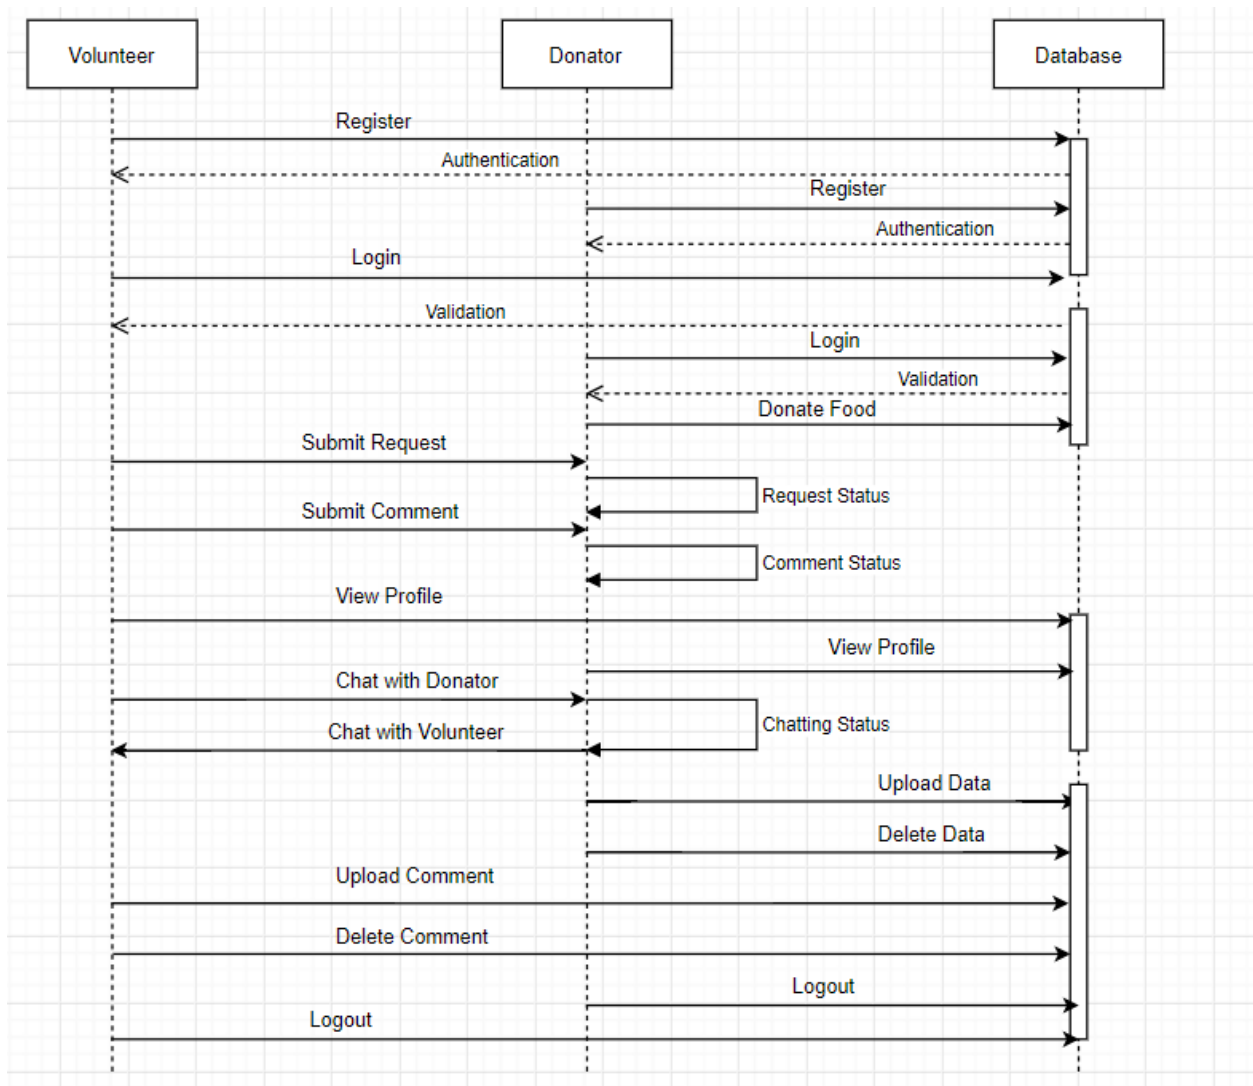 Volunteer
Donator
Database
Register
Authentication
Register
Authentication
Login
Validation
Login
Validation
Donate Food
Submit Request
Request Status
Submit Comment
Comment Status
View Profile
View Profile
Chat with Donator
Chatting Status
Chat with Volunteer
Upload Data
Delete Data
Upload Comment
Delete Comment
Logout
Logout